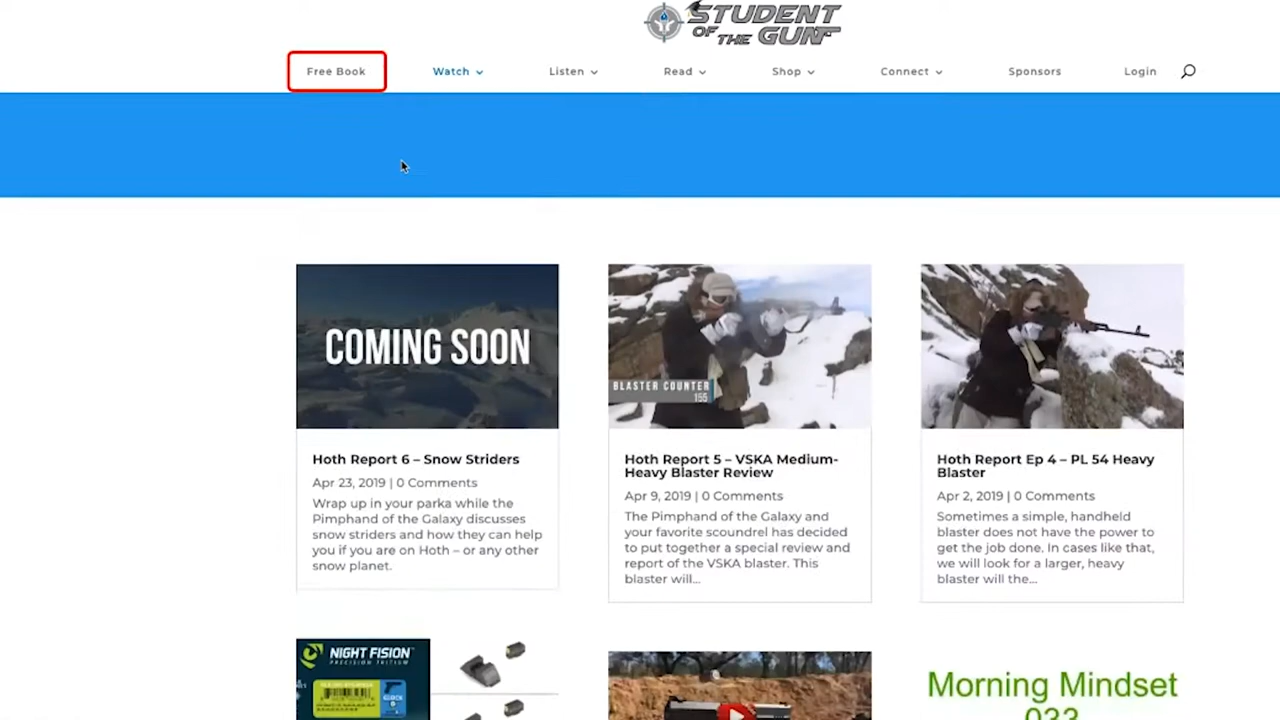 STUDENT
OF THE GUN
Free Book
Watch
Listen
Read
Shop
Connect
Sponsors
Login
COMING SOON
BLASTER COUNTER
155
Hoth Report 6 – Snow Striders
Apr 23, 2019 | 0 Comments
Wrap up in your parka while the
Pimphand of the Galaxy discusses
snow striders and how they can help
you if you are on Hoth – or any other
snow planet.
Hoth Report 5 – VSKA Medium-
Heavy Blaster Review
Apr 9, 2019 | 0 Comments
The Pimphand of the Galaxy and
your favorite scoundrel has decided
to put together a special review and
report of the VSKA blaster. This
blaster will...
Hoth Report Ep 4 – PL 54 Heavy
Blaster
Apr 2, 2019 | 0 Comments
Sometimes a simple, handheld
blaster does not have the power to
get the job done. In cases like that,
we will look for a larger, heavy
blaster will the...
NIGHT FISION
PRECISION TRITIUM
GLOCK
Morning Mindset
033